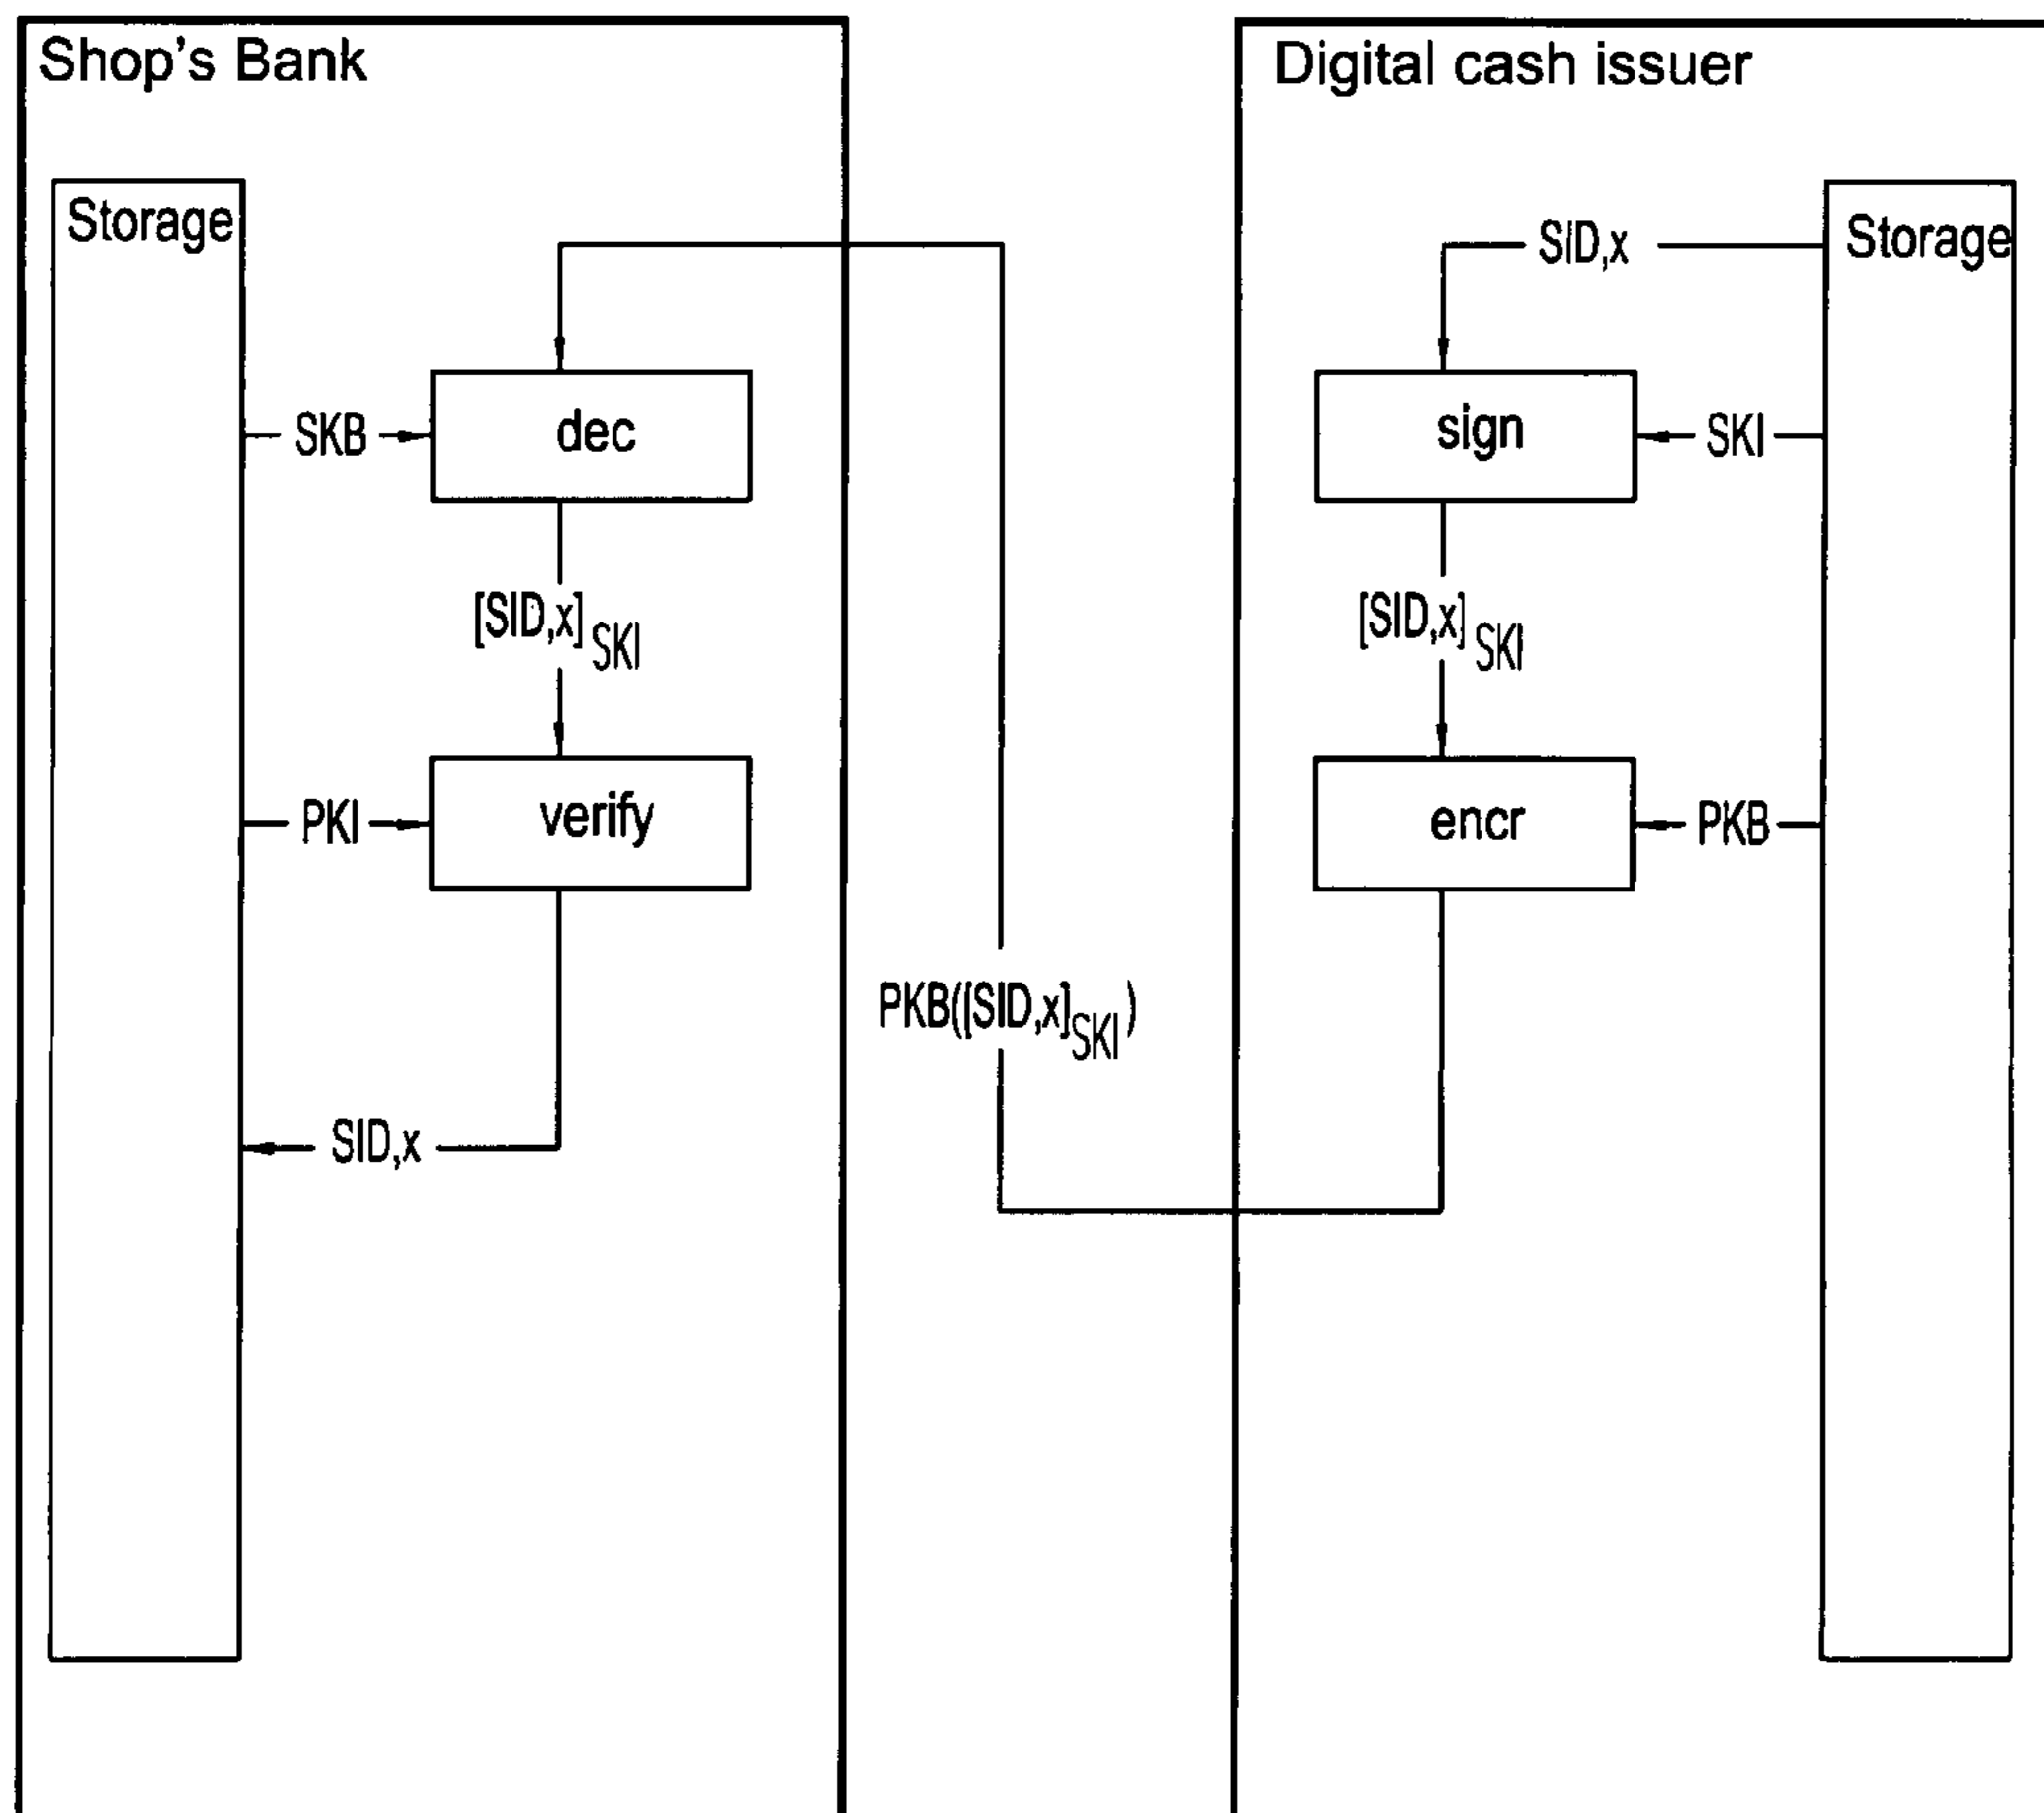 Shop's Bank
Storage
SKB
dec
[SID,x]SKI
PKI
verify
SID,x
PKB([SID,x]SKI)
Digital cash issuer
Storage
SID,x
sign
SKI
[SID,x]SKI
encr
PKB